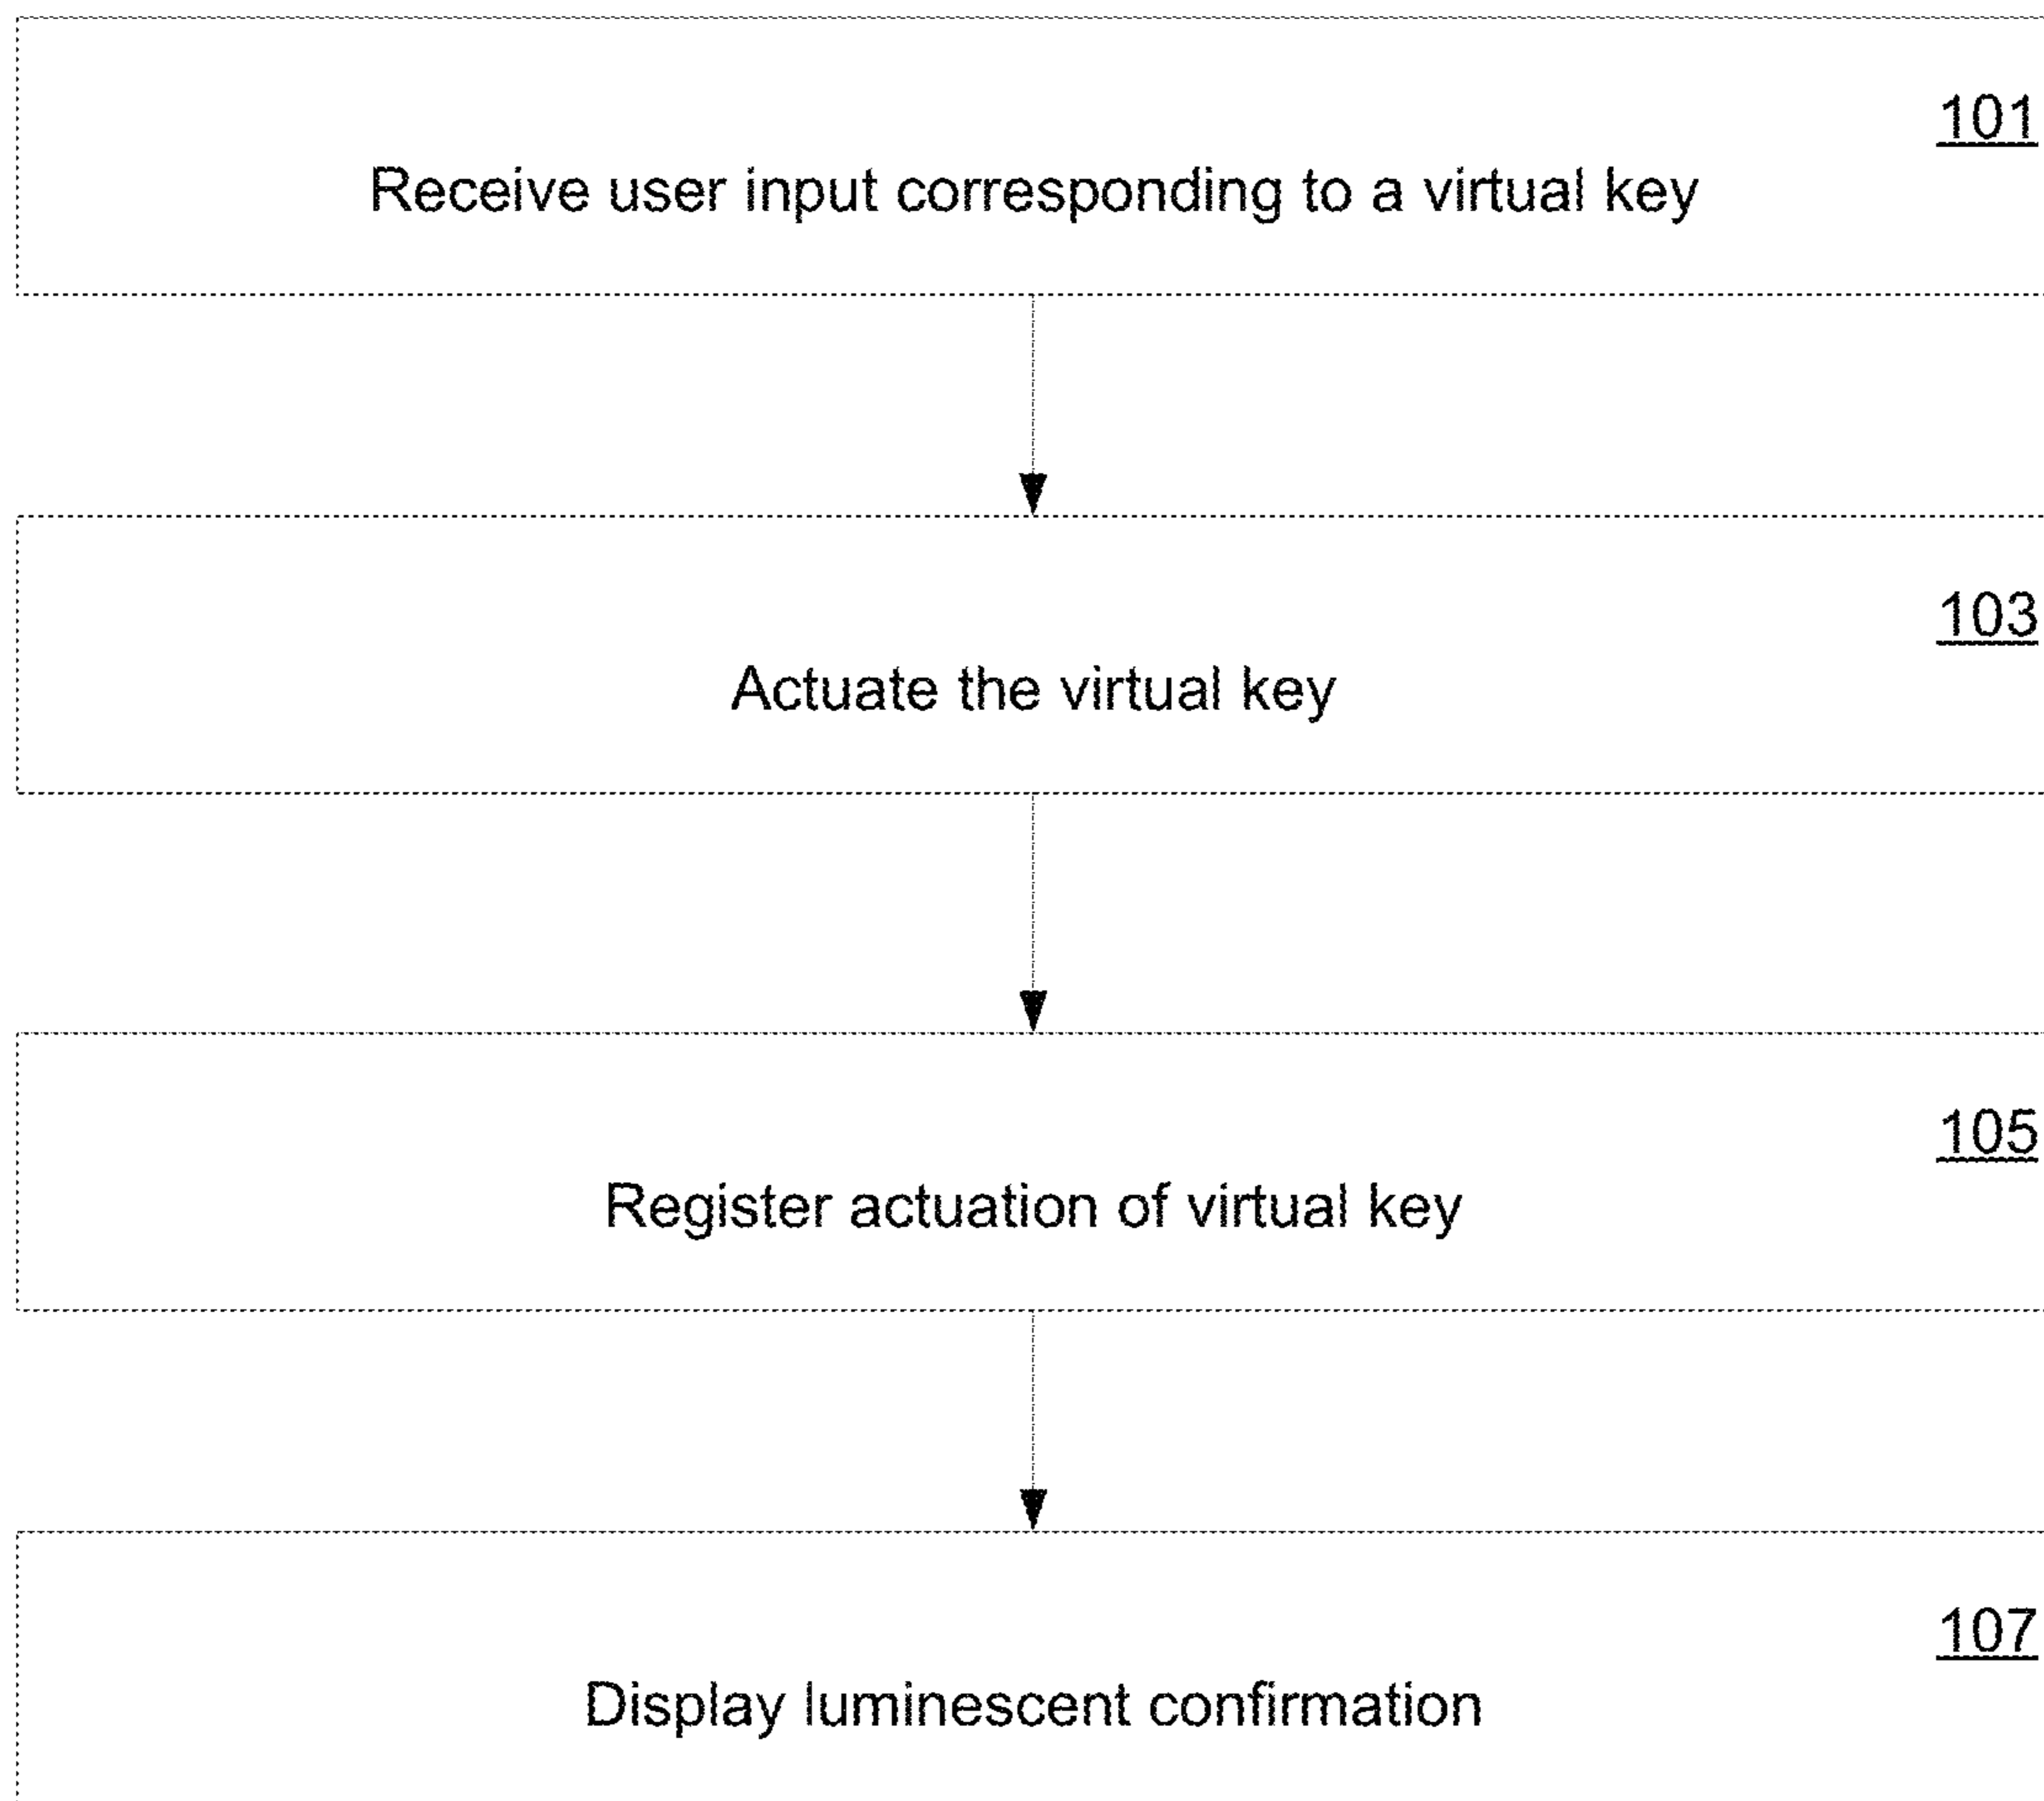 101
Receive user input corresponding to a virtual key
103
Actuate the virtual key
105
Register actuation of virtual key
107
Display luminescent confirmation